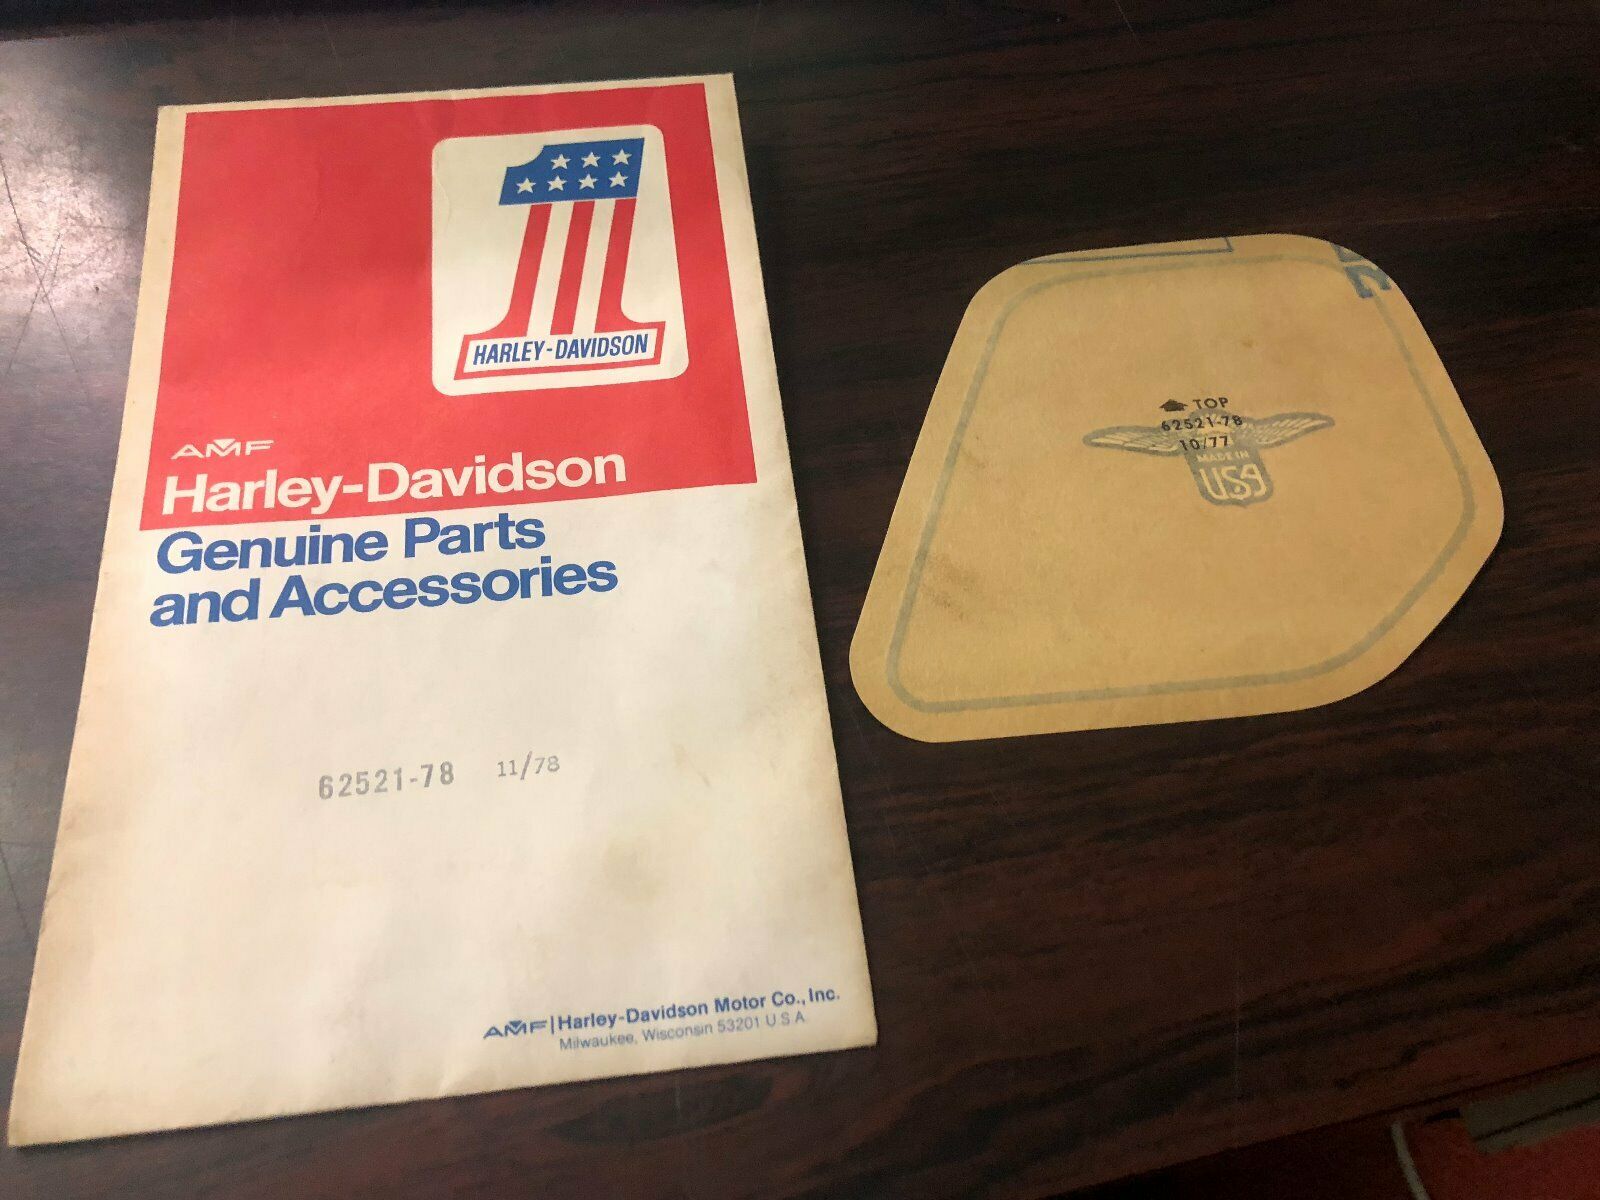 HARLEY-DAVIDSON
AMF
Harley-Davidson
Genuine Parts
and Accessories
62521-78 11/78
AMF | Harley-Davidson Motor Co., Inc.
Milwaukee, Wisconsin 53201 U.S.A.
TOP
62521-78
10/77
MADE IN
USA